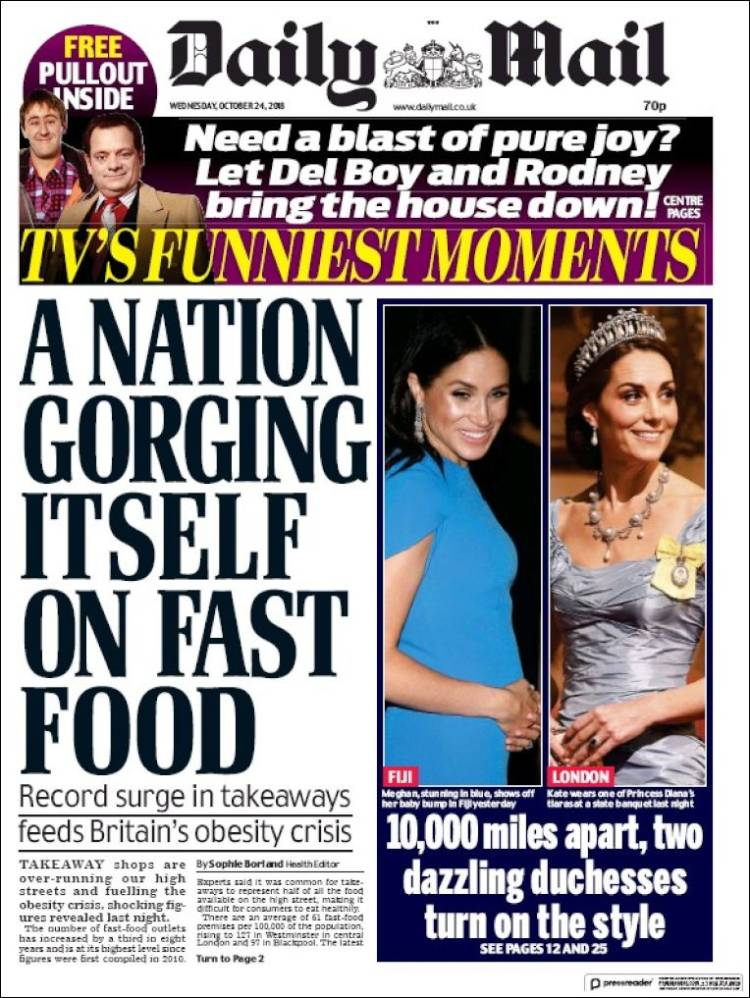 FREE
PULLOUT
INSIDE
Daily Mail
WEDNESDAY, OCTOBER 24, 2018
www.dailymail.co.uk
70p
Need a blast of pure joy?
Let Del Boy and Rodney
bring the house down!
CENTRE
PAGES
TV'S FUNNIEST MOMENTS
A NATION
GORGING
ITSELF
ON FAST
FOOD
Record surge in takeaways
feeds Britain's obesity crisis
TAKEAWAY shops are
over-running our high
streets and fuelling the
obesity crisis, shocking fig-
ures revealed last night.
The number of fast-food outlets
has increased by a third in eight
years and is at its highest level since
figures were first compiled in 2010.
By Sophie Borland Health Editor
Experts said it was common for take-
aways to represent half of all the food
available on the high street, making it
difficult for consumers to eat healthily.
There are an average of 61 fast-food
premises per 100,000 of the population,
rising to 127 in Westminster in central
London and 97 in Blackpool. The latest
Turn to Page 2
FIJI
Meghan, stunning in blue, shows off
her baby bump in Fiji yesterday
LONDON
Kate wears one of Princess Diana's
tiaras at a state banquet last night
10,000 miles apart, two
dazzling duchesses
turn on the style
SEE PAGES 12 AND 25
pressreader